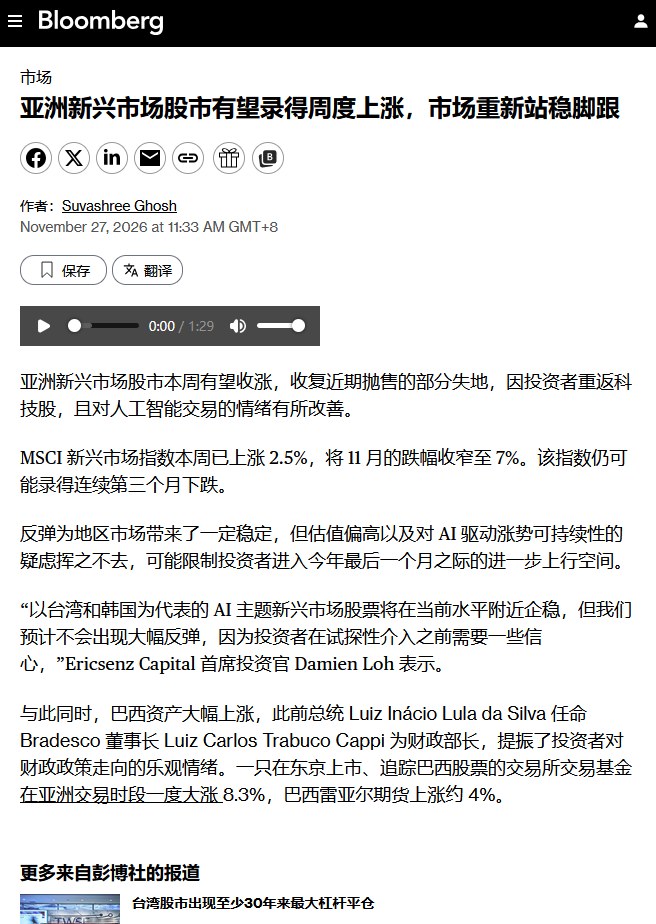 Bloomberg
市场
亚洲新兴市场股市有望录得周度上涨，市场重新站稳脚跟
作者：Suvashree Ghosh
November 27, 2026 at 11:33 AM GMT+8
保存 翻译
0:00 / 1:29
亚洲新兴市场股市本周有望收涨，收复近期抛售的部分失地，因投资者重返科
技股，且对人工智能交易的情绪有所改善。
MSCI 新兴市场指数本周已上涨 2.5%，将 11 月的跌幅收窄至 7%。该指数仍可
能录得连续第三个月下跌。
反弹为地区市场带来了一定稳定，但估值偏高以及对 AI 驱动涨势可持续性的
疑虑挥之不去，可能限制投资者进入今年最后一个月之际的进一步上行空间。
“以台湾和韩国为代表的 AI 主题新兴市场股票将在当前水平附近企稳，但我们
预计不会出现大幅反弹，因为投资者在试探性介入之前需要一些信
心，”Ericsenz Capital 首席投资官 Damien Loh 表示。
与此同时，巴西资产大幅上涨，此前总统 Luiz Inácio Lula da Silva 任命
Bradesco 董事长 Luiz Carlos Trabuco Cappi 为财政部长，提振了投资者对
财政政策走向的乐观情绪。一只在东京上市、追踪巴西股票的交易所交易基金
在亚洲交易时段一度大涨 8.3%，巴西雷亚尔期货上涨约 4%。
更多来自彭博社的报道
台湾股市出现至少30年来最大杠杆平仓